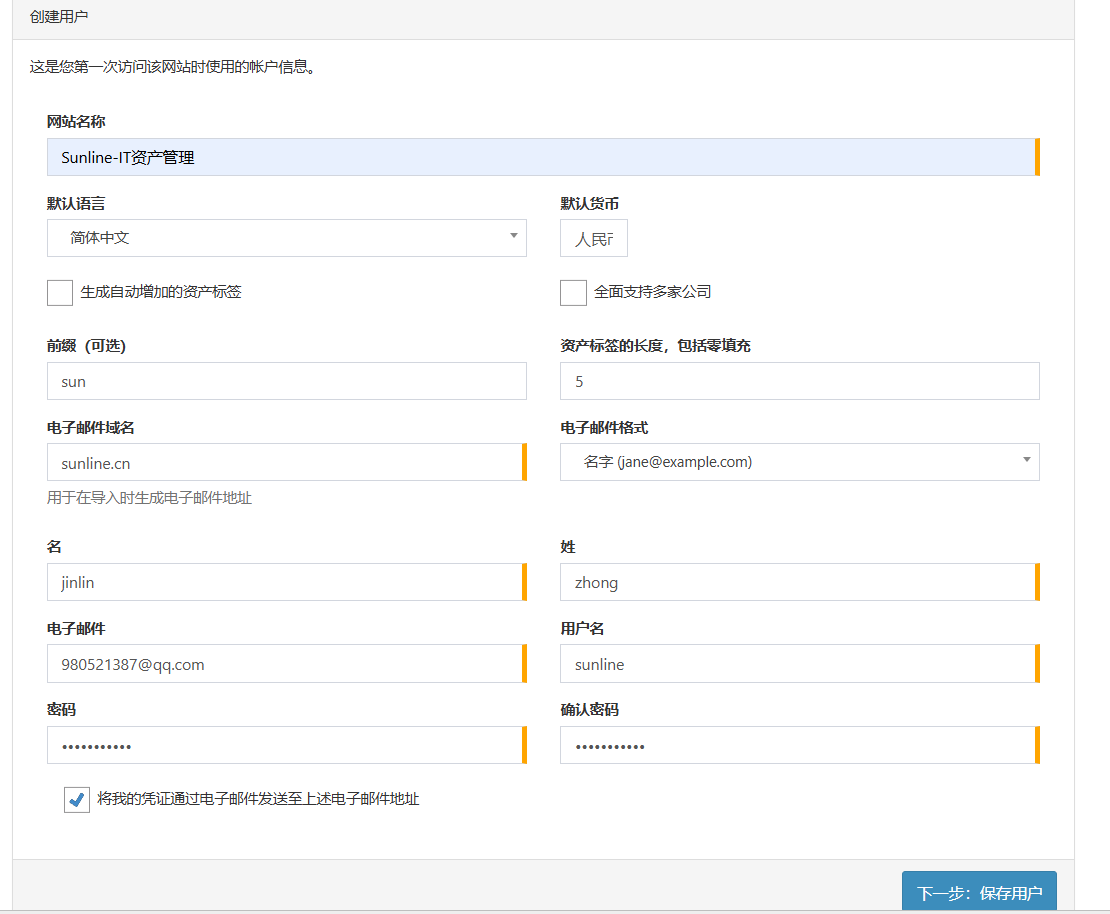 创建用户
这是您第一次访问该网站时使用的帐户信息。
网站名称
Sunline-IT资产管理
默认语言 默认货币
简体中文 人民
生成自动增加的资产标签 全面支持多家公司
前缀（可选) 资产标签的长度，包括零填充
sun 5
电子邮件域名 电子邮件格式
sunline.cn 名字 (jane@example.com)
用于在导入时生成电子邮件地址
名 姓
jinlin zhong
电子邮件 用户名
980521387@qq.com sunline
密码 确认密码
••••••••••• •••••••••••
将我的凭证通过电子邮件发送至上述电子邮件地址
下一步：保存用户